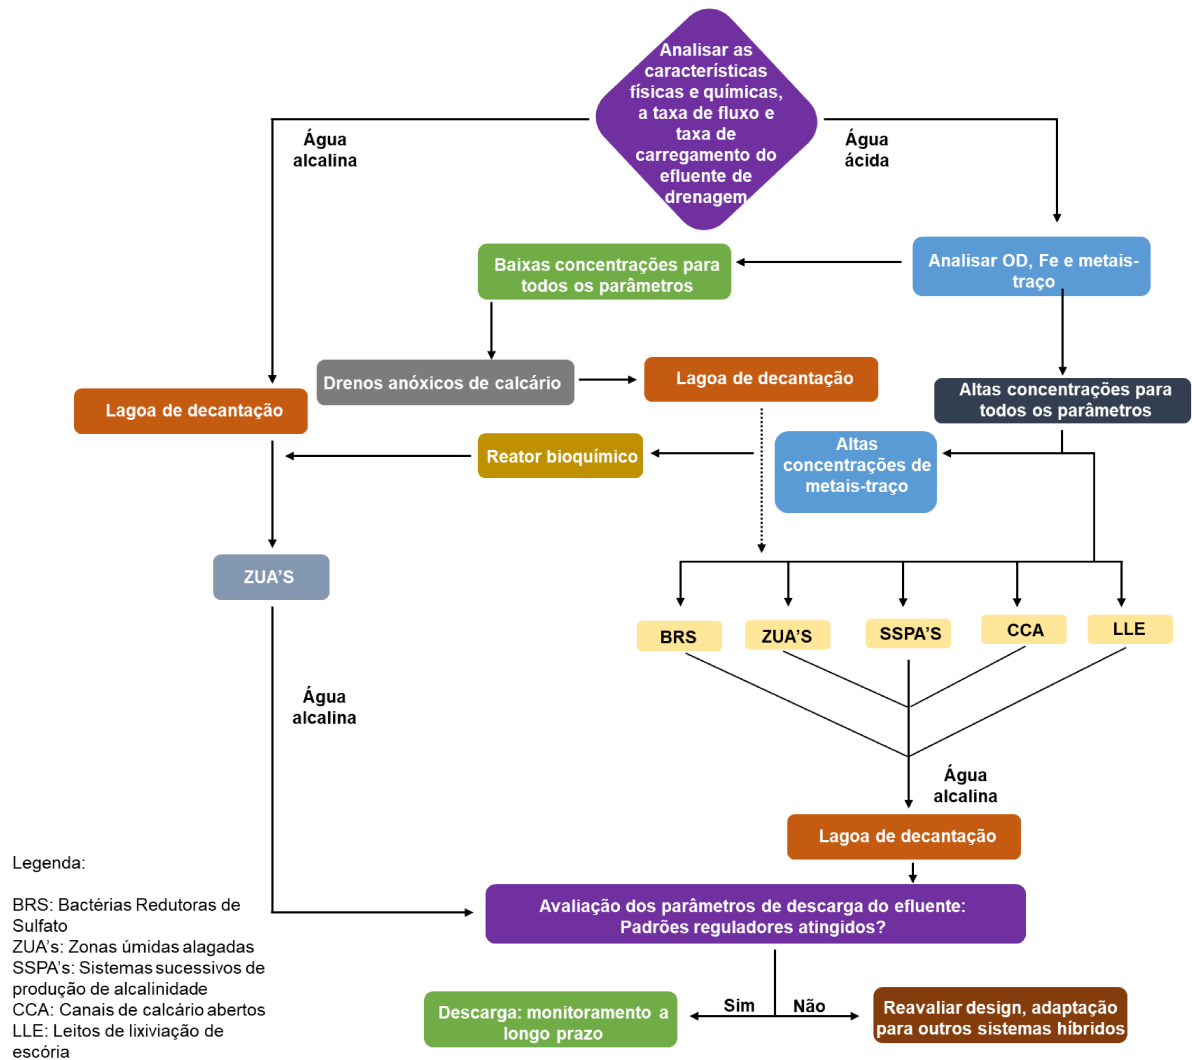 Analisar as
características
físicas e químicas,
a taxa de fluxo e
taxa de
carregamento do
efluente de
drenagem
Água
alcalina
Água
ácida
Baixas concentrações para
todos os parâmetros
Analisar OD, Fe e metais-
traço
Drenos anóxicos de calcário
Lagoa de decantação
Altas concentrações para
todos os parâmetros
Lagoa de decantação
Reator bioquímico
Altas
concentrações de
metais-traço
ZUA'S
BRS
ZUA'S
SSPA'S
CCA
LLE
Água
alcalina
Água
alcalina
Lagoa de decantação
Legenda:
BRS: Bactérias Redutoras de
Sulfato
ZUA's: Zonas úmidas alagadas
SSPA's: Sistemas sucessivos de
produção de alcalinidade
CCA: Canais de calcário abertos
LLE: Leitos de lixiviação de
escória
Avaliação dos parâmetros de descarga do efluente:
Padrões reguladores atingidos?
Sim
Não
Descarga: monitoramento a
longo prazo
Reavaliar design, adaptação
para outros sistemas híbridos